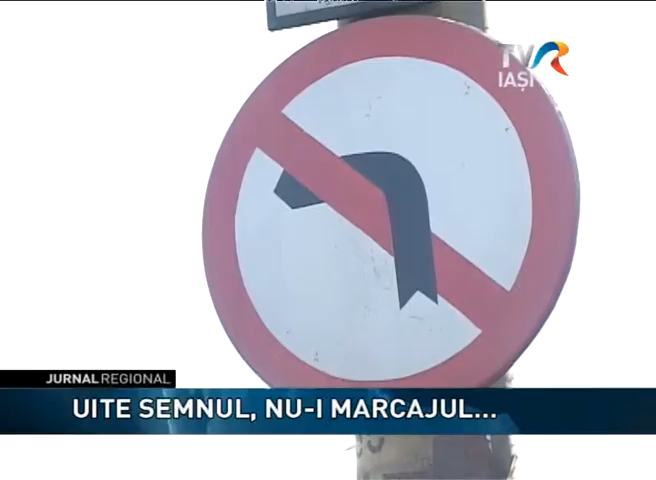 TVR
IAȘI
JURNAL REGIONAL
UITE SEMNUL, NU-I MARCAJUL...